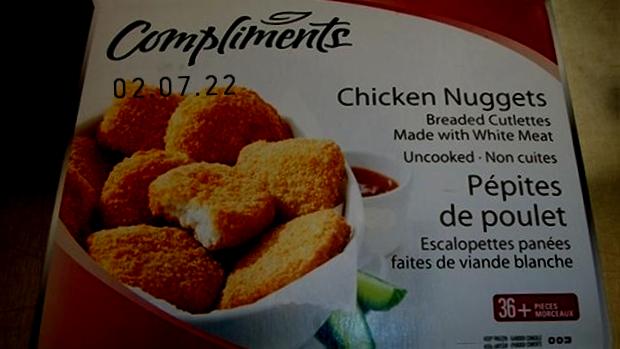 Compliments
02 07.22
Chicken Nuggets
Breaded Cutlettes
Made with White Meat
Uncooked · Non cuites
Pépites
de poulet
Escalopettes panées
faites de viande blanche
36+ PIECES
MORCEAUX
003